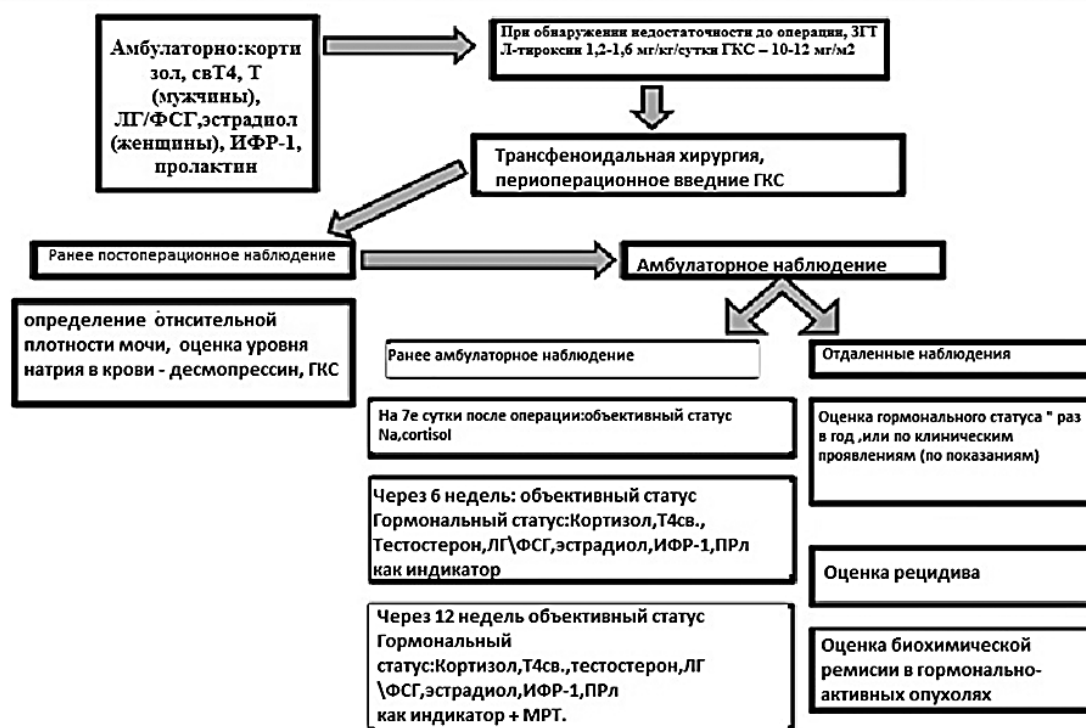 Амбулаторно:корти
зол, свТ4, Т
(мужчины),
ЛГ/ФСГ,эстрадиол
(женщины), ИФР-1,
пролактин
При обнаружении недостаточности до операции, ЗГТ
Л-тироксин 1,2-1,6 мг/кг/сутки ГКС – 10-12 мг/м2
Трансфеноидальная хирургия,
периоперационное введние ГКС
Ранее постоперационное наблюдение
Амбулаторное наблюдение
определение отнсительной
плотности мочи, оценка уровня
натрия в крови - десмопрессин, ГКС
Ранее амбулаторное наблюдение
На 7е сутки после операции:объективный статус
Na,cortisol
Через 6 недель: объективный статус
Гормональный статус:Кортизол,Т4св.,
Тестостерон,ЛГ\ФСГ,эстрадиол,ИФР-1,ПРл
как индикатор
Через 12 недель объективный статус
Гормональный
статус:Кортизол,Т4св.,тестостерон,ЛГ
\ФСГ,эстрадиол,ИФР-1,ПРл
как индикатор + МРТ.
Отдаленные наблюдения
Оценка гормонального статуса " раз
в год ,или по клиническим
проявлениям (по показаниям)
Оценка рецидива
Оценка биохимической
ремисии в гормонально-
активных опухолях